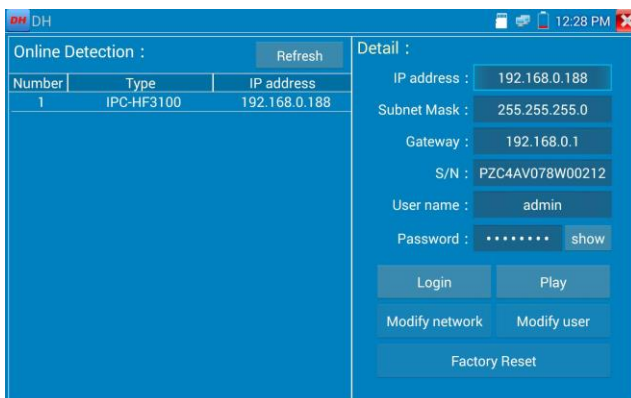 DH DH
12:28 PM
Online Detection :
Refresh
Number Type IP address
1 IPC-HF3100 192.168.0.188
Detail :
IP address : 192.168.0.188
Subnet Mask : 255.255.255.0
Gateway : 192.168.0.1
S/N : PZC4AV078W00212
User name : admin
Password : •••••••• show
Login Play
Modify network Modify user
Factory Reset